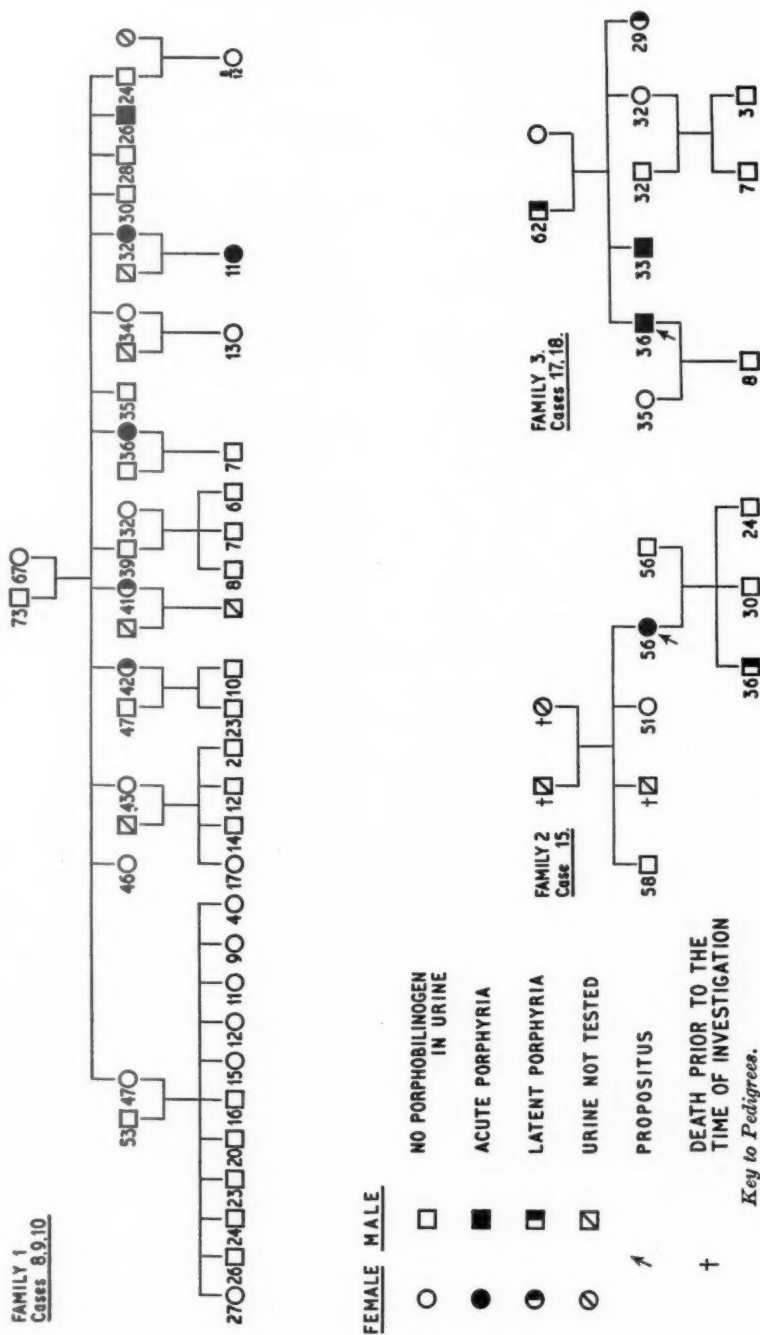 FAMILY 1
Cases 8,9,10
73 67
53 47 46 43 47 42 41 39 32 36 35 34 32 30 28 26 24
27 26 24 23 20 16 15 12 11 9 4 17 14 12 2 23 10 8 7 6 7 13 11 8/12
FEMALE MALE
NO PORPHOBILINOGEN
IN URINE
ACUTE PORPHYRIA
LATENT PORPHYRIA
URINE NOT TESTED
PROPOSITUS
† DEATH PRIOR TO THE
TIME OF INVESTIGATION
Key to Pedigrees.
FAMILY 2
Case 15.
† †
58 † 51 56 56
36 30 24
FAMILY 3.
Cases 17,18.
62
35 36 33 32 32 29
8 7 3